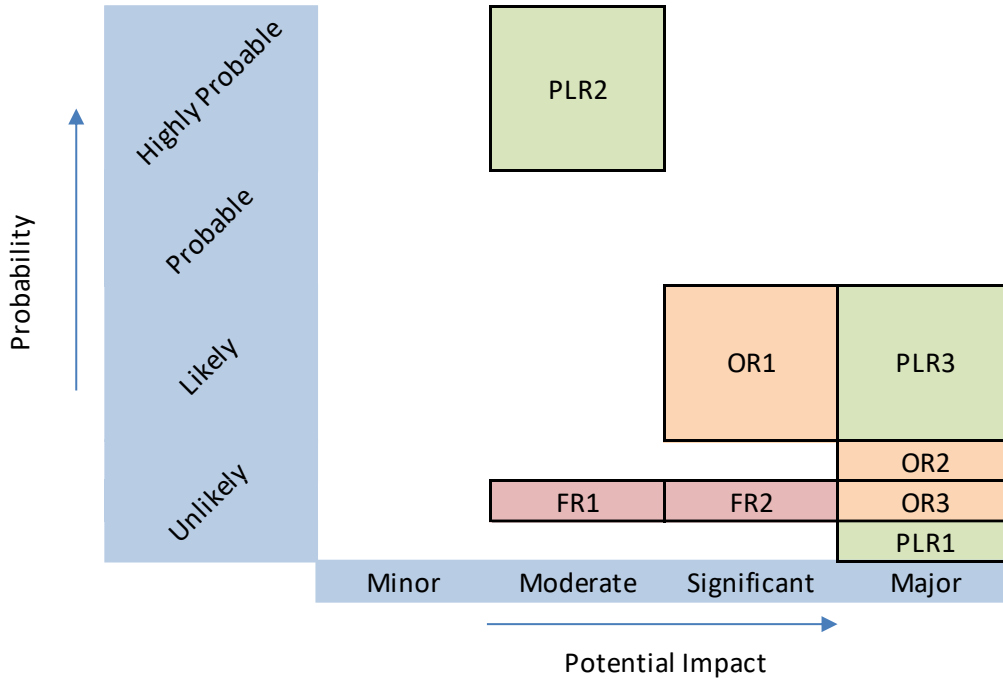 Highly Probable
PLR2
Probable
Probability
Likely
OR1
PLR3
Unlikely
OR2
FR1
FR2
OR3
PLR1
Minor
Moderate
Significant
Major
Potential Impact